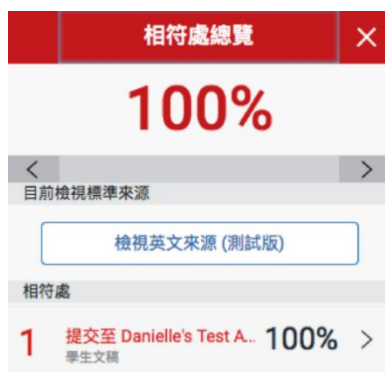 相符處總覽
100%
目前檢視標準來源
檢視英文來源 (測試版)
相符處
1 提交至 Danielle's Test A... 100%
學生文稿